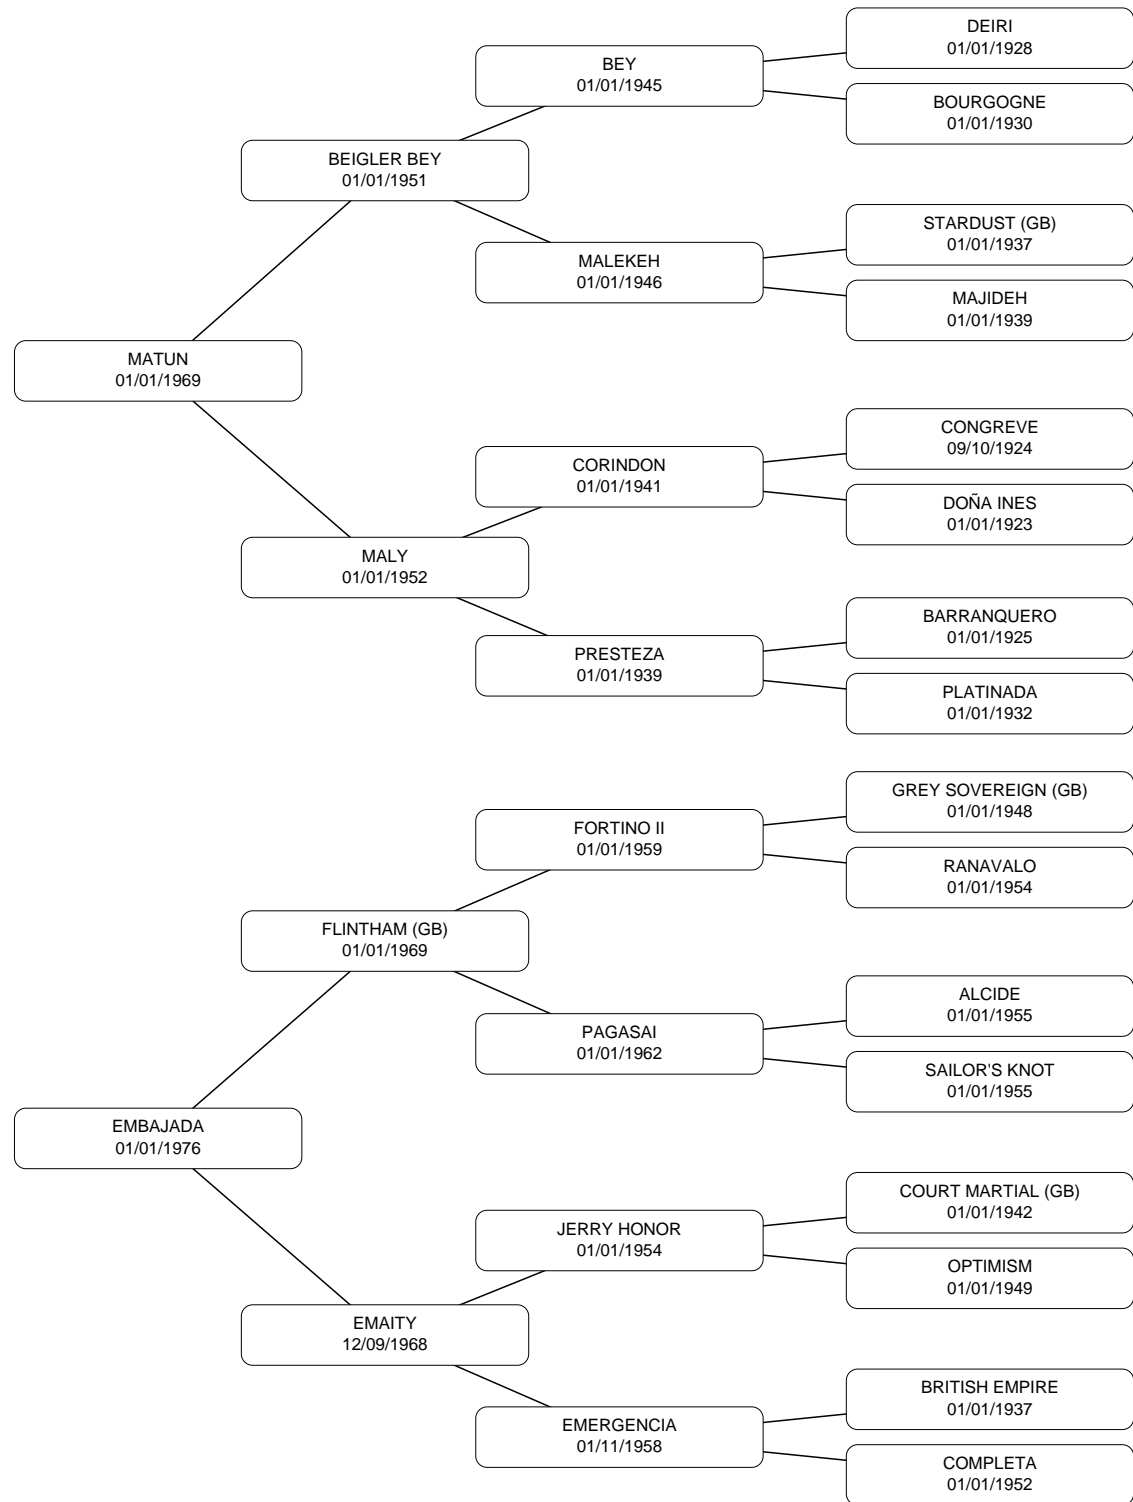 DEIRI
01/01/1928
BEY
01/01/1945
BOURGOGNE
01/01/1930
BEIGLER BEY
01/01/1951
STARDUST (GB)
01/01/1937
MALEKEH
01/01/1946
MAJIDEH
01/01/1939
MATUN
01/01/1969
CONGREVE
09/10/1924
CORINDON
01/01/1941
DOÑA INES
01/01/1923
MALY
01/01/1952
BARRANQUERO
01/01/1925
PRESTEZA
01/01/1939
PLATINADA
01/01/1932
GREY SOVEREIGN (GB)
01/01/1948
FORTINO II
01/01/1959
RANAVALO
01/01/1954
FLINTHAM (GB)
01/01/1969
ALCIDE
01/01/1955
PAGASAI
01/01/1962
SAILOR'S KNOT
01/01/1955
EMBAJADA
01/01/1976
COURT MARTIAL (GB)
01/01/1942
JERRY HONOR
01/01/1954
OPTIMISM
01/01/1949
EMAITY
12/09/1968
BRITISH EMPIRE
01/01/1937
EMERGENCIA
01/11/1958
COMPLETA
01/01/1952